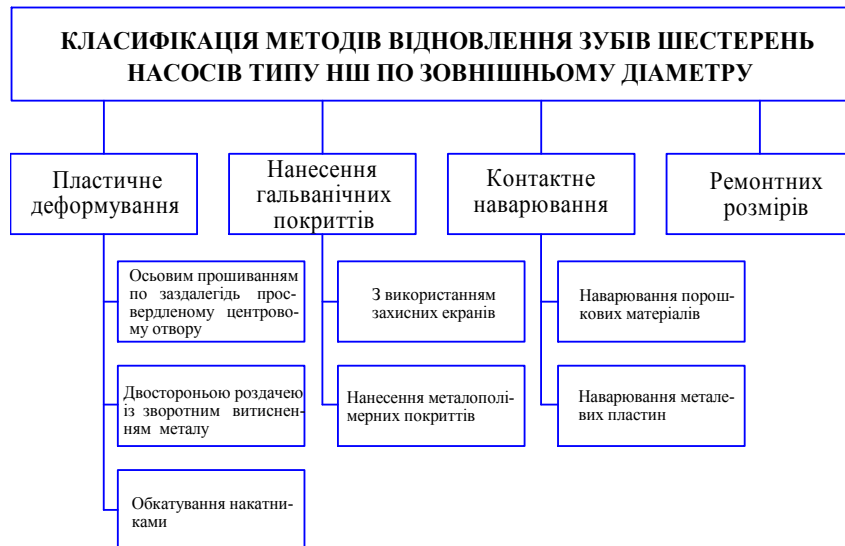 КЛАСИФІКАЦІЯ МЕТОДІВ ВІДНОВЛЕННЯ ЗУБІВ ШЕСТЕРЕНЬ
НАСОСІВ ТИПУ НШ ПО ЗОВНІШНЬОМУ ДІАМЕТРУ
Пластичне
деформування
Осьовим прошиванням
по заздалегідь прос-
вердленому центрово-
му отвору
Двостороньою роздачею
із зворотним витиснен-
ням металу
Обкатування накатни-
ками
Нанесення
гальванічних
покриттів
З використанням
захисних екранів
Нанесення металополі-
мерних покриттів
Контактне
наварювання
Наварювання порош-
кових матеріалів
Наварювання металe-
вих пластин
Ремонтних
розмірів